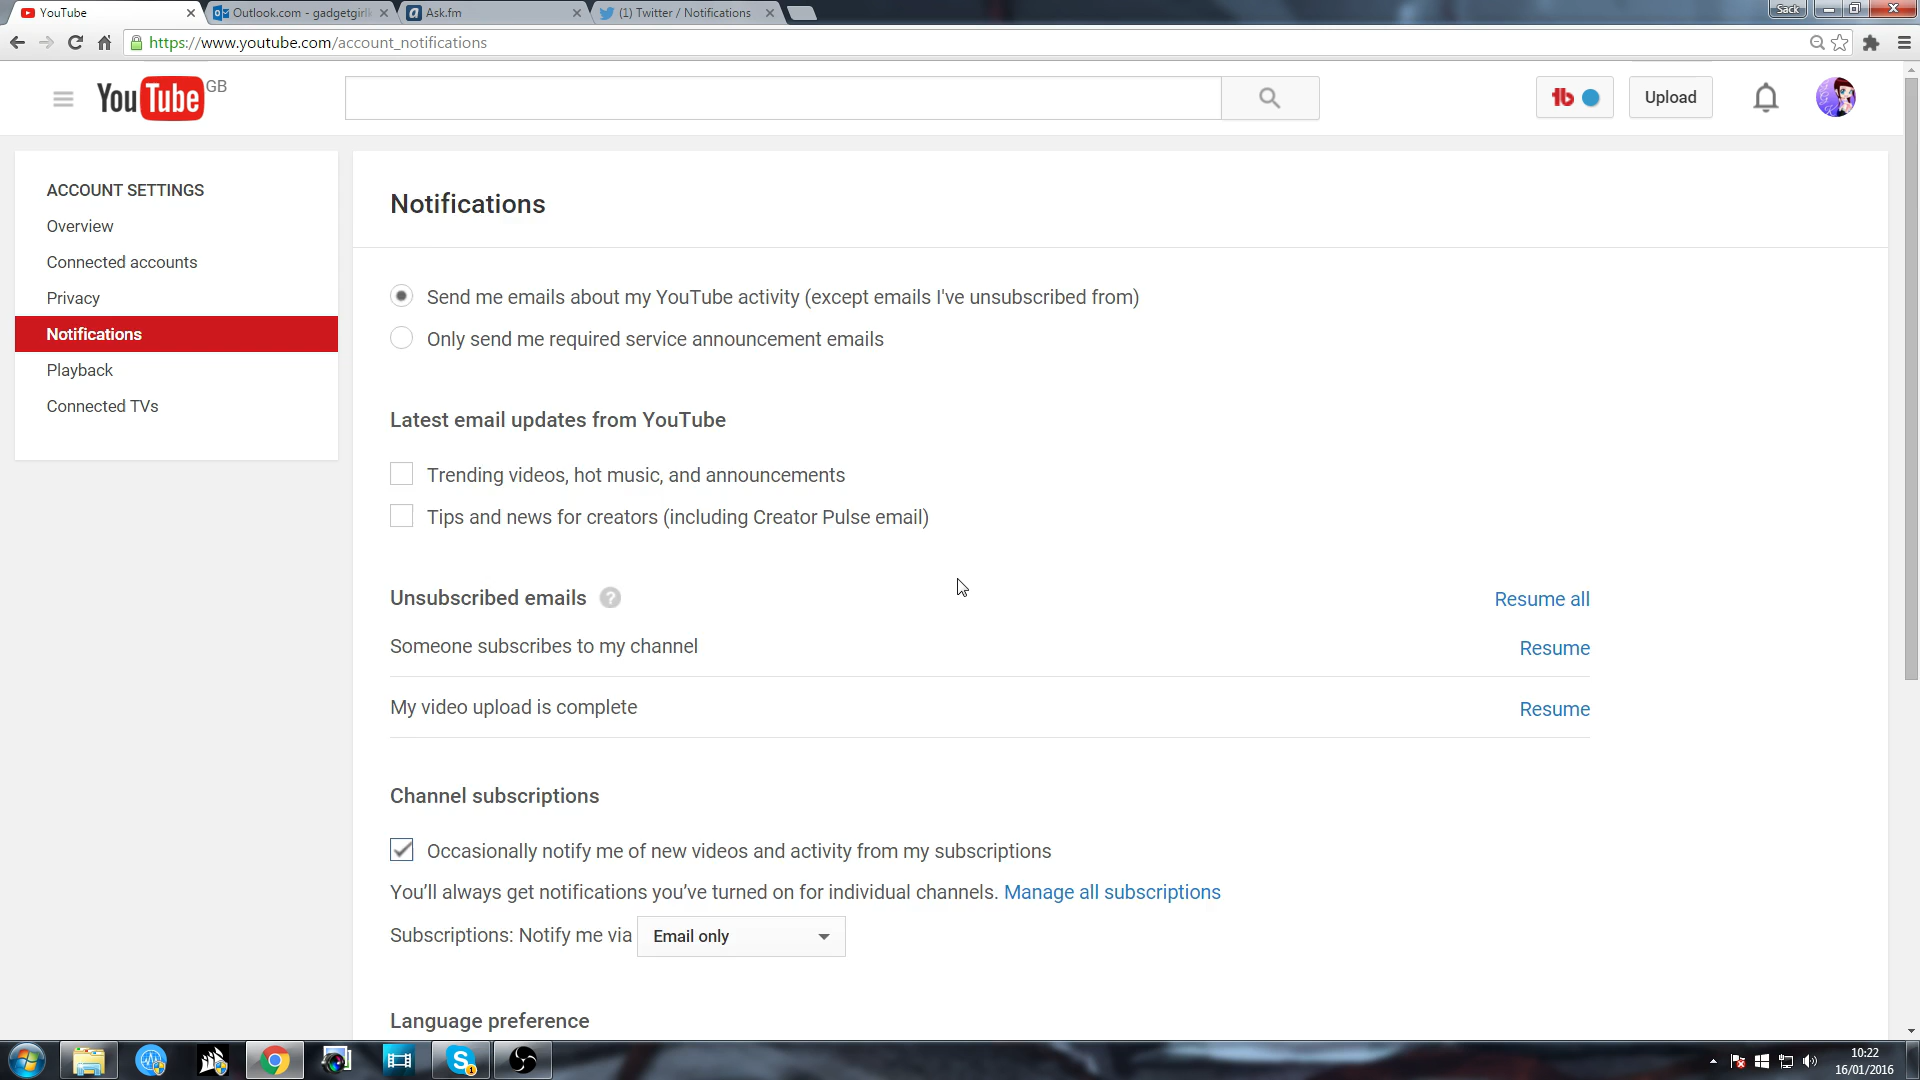 YouTube
Outlook.com - gadgetgirlk
Ask.fm
(1) Twitter / Notifications
Sack
https://www.youtube.com/account_notifications
YouTube GB
Upload
ACCOUNT SETTINGS
Overview
Connected accounts
Privacy
Notifications
Playback
Connected TVs
Notifications
Send me emails about my YouTube activity (except emails I've unsubscribed from)
Only send me required service announcement emails
Latest email updates from YouTube
Trending videos, hot music, and announcements
Tips and news for creators (including Creator Pulse email)
Unsubscribed emails ?
Resume all
Someone subscribes to my channel
Resume
My video upload is complete
Resume
Channel subscriptions
Occasionally notify me of new videos and activity from my subscriptions
You’ll always get notifications you’ve turned on for individual channels. Manage all subscriptions
Subscriptions: Notify me via Email only
Language preference
10:22
16/01/2016